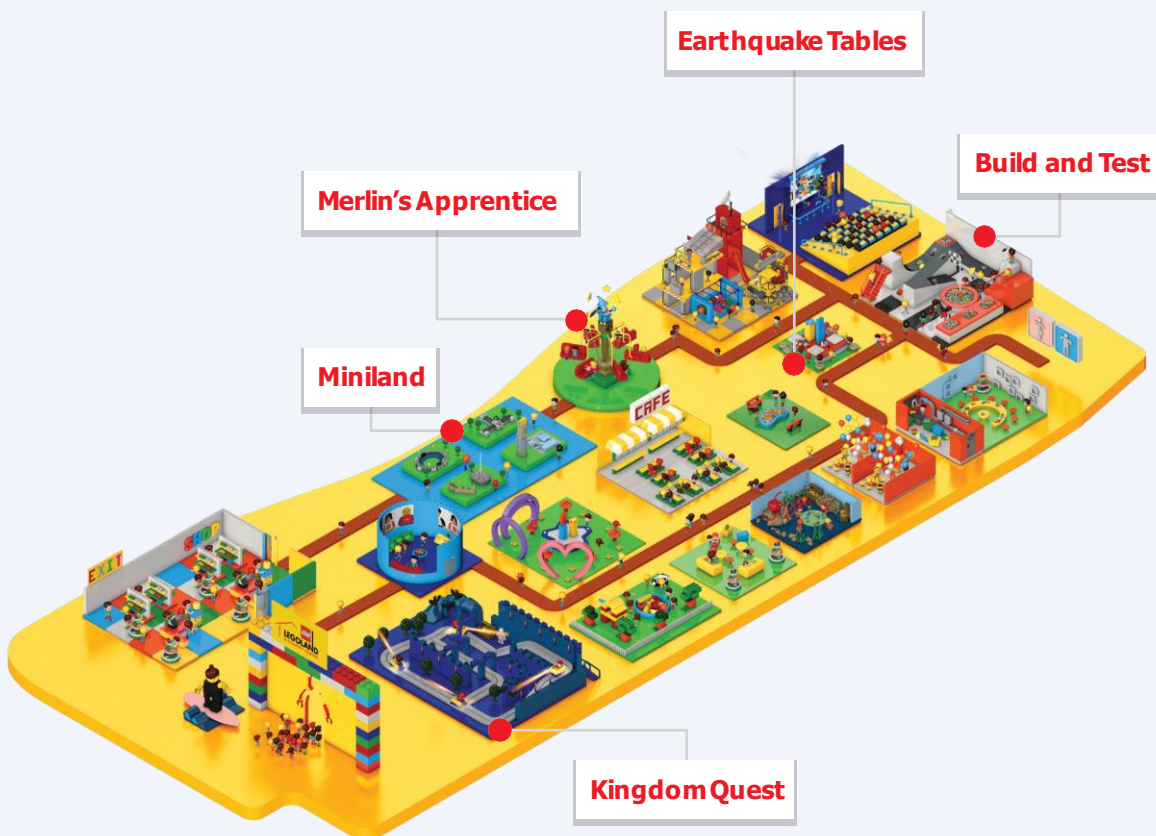 Earthquake Tables
Build and Test
Merlin's Apprentice
Miniland
CAFE
SHOP
EXIT
LEGOLAND
Kingdom Quest